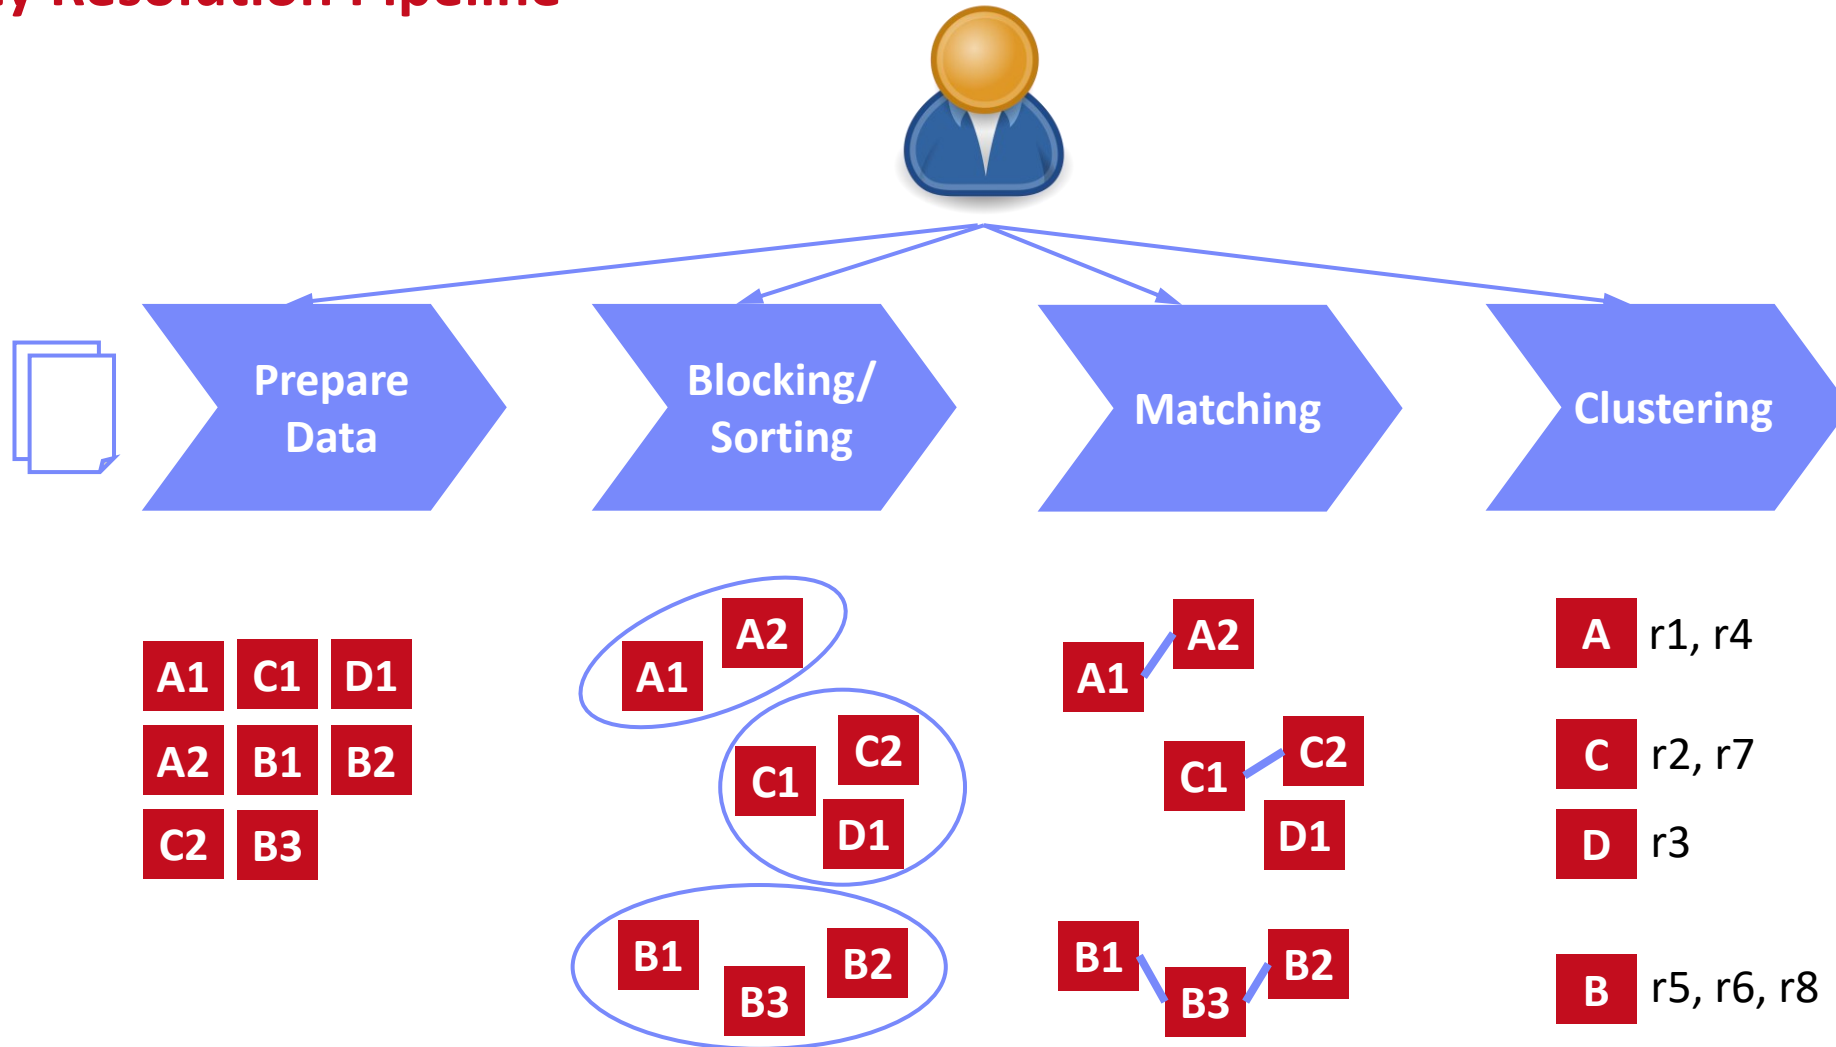 Resolution Pipeline
Prepare
Data
Blocking/
Sorting
Matching
Clustering
A1 C1 D1
A2 B1 B2
C2 B3
A2
A1
C2
C1
D1
B1
B2
B3
A2
A1
C2
C1
D1
B1
B2
B3
A r1, r4
C r2, r7
D r3
B r5, r6, r8